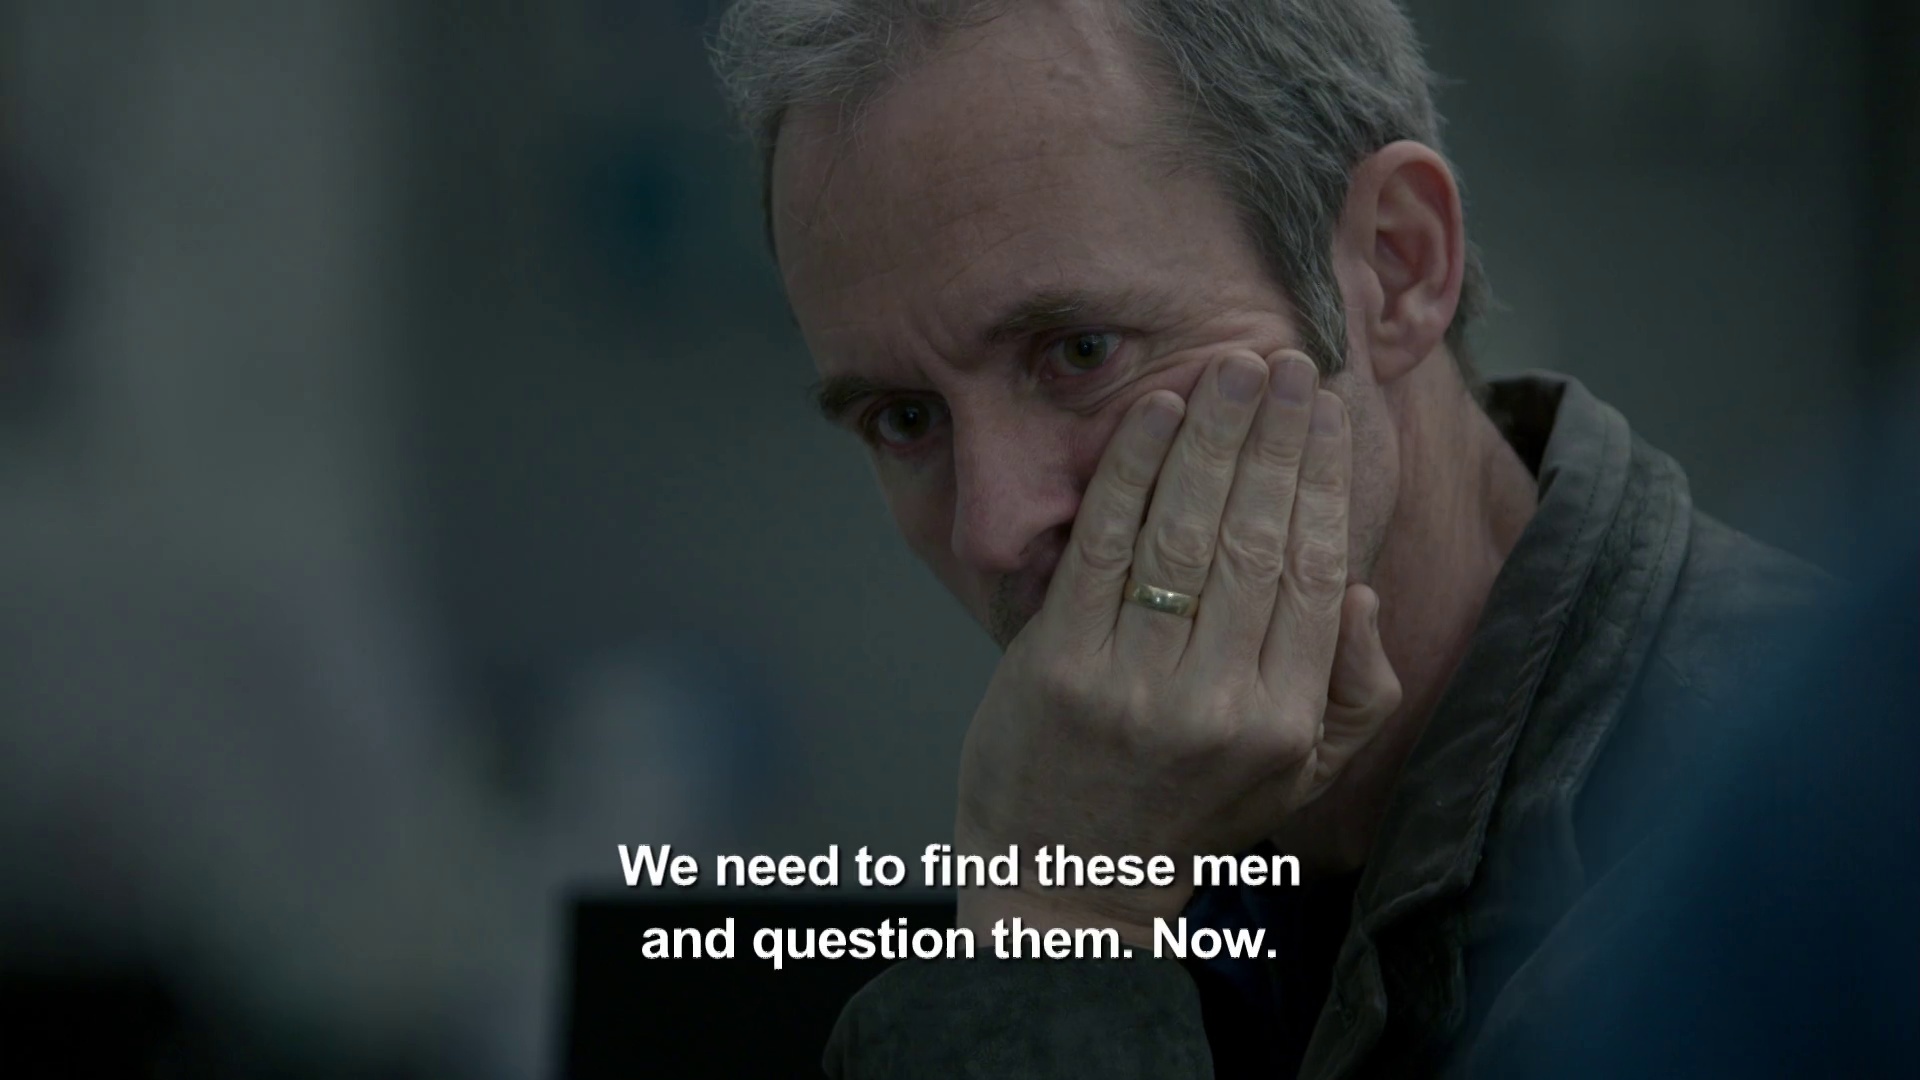 We need to find these men
and question them. Now.